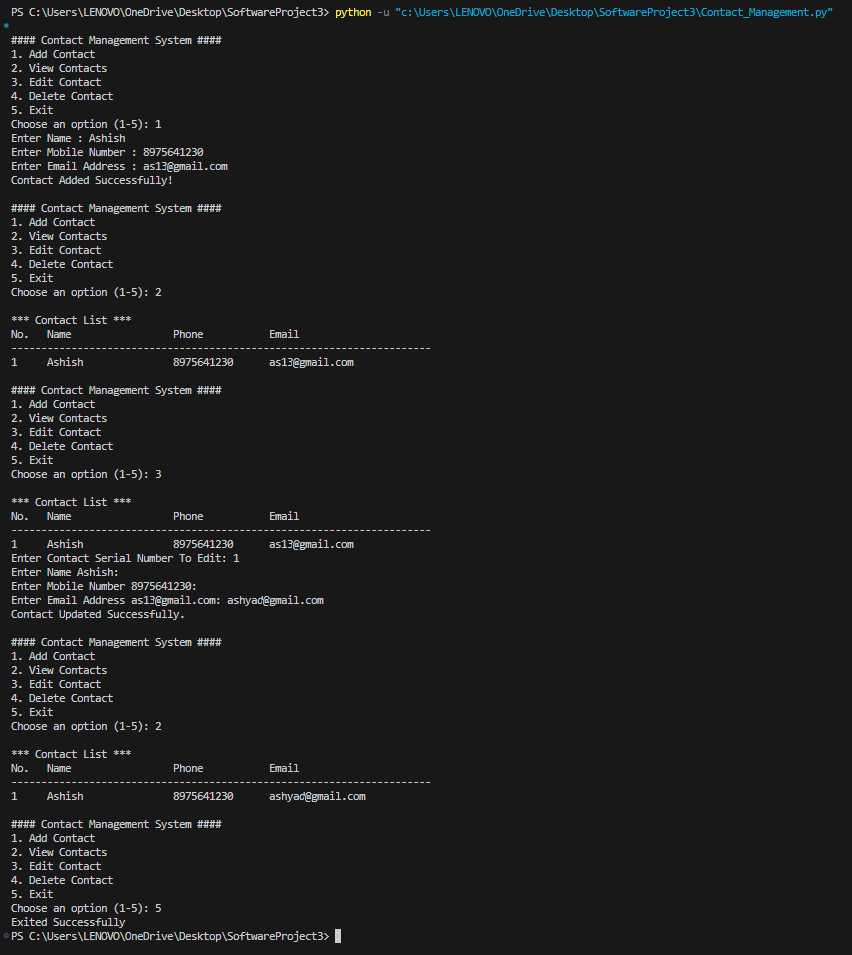 PS C:\Users\LENOVO\OneDrive\Desktop\SoftwareProject3> python -u "c:\Users\LENOVO\OneDrive\Desktop\SoftwareProject3\Contact_Management.py"
#### Contact Management System ####
1. Add Contact
2. View Contacts
3. Edit Contact
4. Delete Contact
5. Exit
Choose an option (1-5): 1
Enter Name : Ashish
Enter Mobile Number : 8975641230
Enter Email Address : as13@gmail.com
Contact Added Successfully!
#### Contact Management System ####
1. Add Contact
2. View Contacts
3. Edit Contact
4. Delete Contact
5. Exit
Choose an option (1-5): 2
*** Contact List ***
No. Name Phone Email
----------------------------------------------------------------------
1 Ashish 8975641230 as13@gmail.com
#### Contact Management System ####
1. Add Contact
2. View Contacts
3. Edit Contact
4. Delete Contact
5. Exit
Choose an option (1-5): 3
*** Contact List ***
No. Name Phone Email
----------------------------------------------------------------------
1 Ashish 8975641230 as13@gmail.com
Enter Contact Serial Number To Edit: 1
Enter Name Ashish:
Enter Mobile Number 8975641230:
Enter Email Address as13@gmail.com: ashyad@gmail.com
Contact Updated Successfully.
#### Contact Management System ####
1. Add Contact
2. View Contacts
3. Edit Contact
4. Delete Contact
5. Exit
Choose an option (1-5): 2
*** Contact List ***
No. Name Phone Email
----------------------------------------------------------------------
1 Ashish 8975641230 ashyad@gmail.com
#### Contact Management System ####
1. Add Contact
2. View Contacts
3. Edit Contact
4. Delete Contact
5. Exit
Choose an option (1-5): 5
Exited Successfully
PS C:\Users\LENOVO\OneDrive\Desktop\SoftwareProject3>